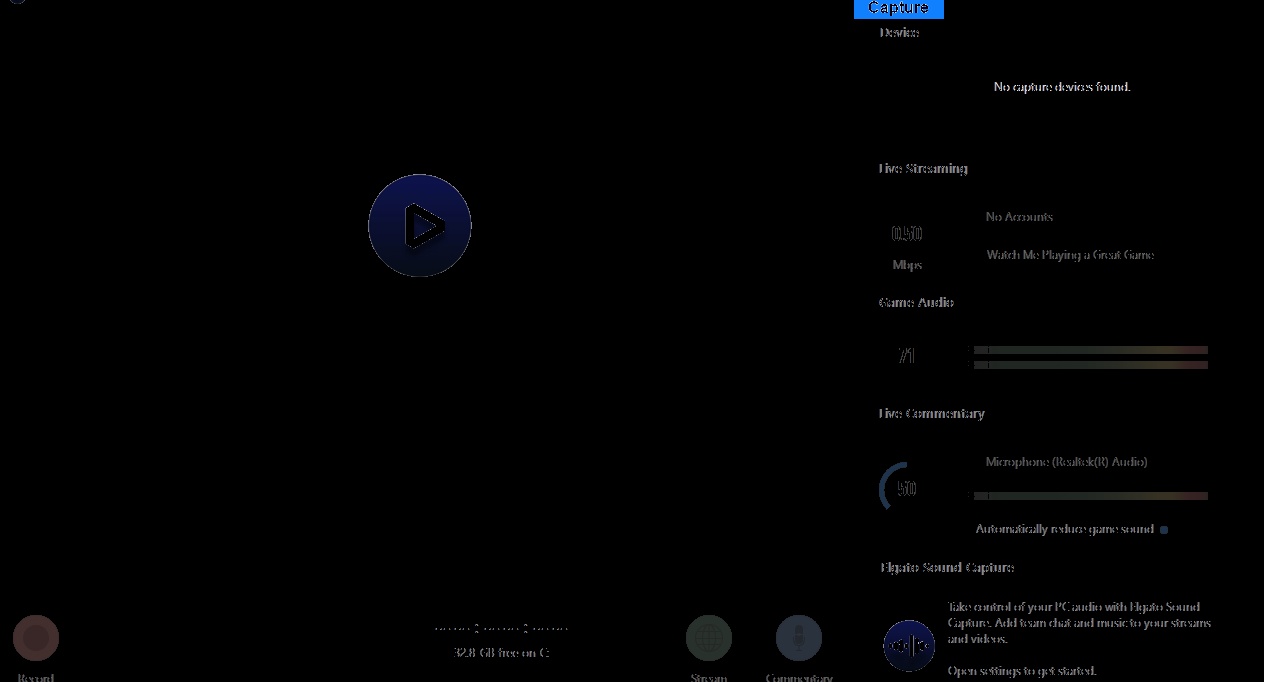 Capture
Device
No capture devices found.
Live Streaming
No Accounts
0.50
Mbps
Watch Me Playing a Great Game
Game Audio
71
Live Commentary
Microphone (Realtek(R) Audio)
50
Automatically reduce game sound
Elgato Sound Capture
Take control of your PC audio with Elgato Sound
Capture. Add team chat and music to your streams
and videos.
Open settings to get started.
32.8 GB free on C:
Record
Stream
Commentary